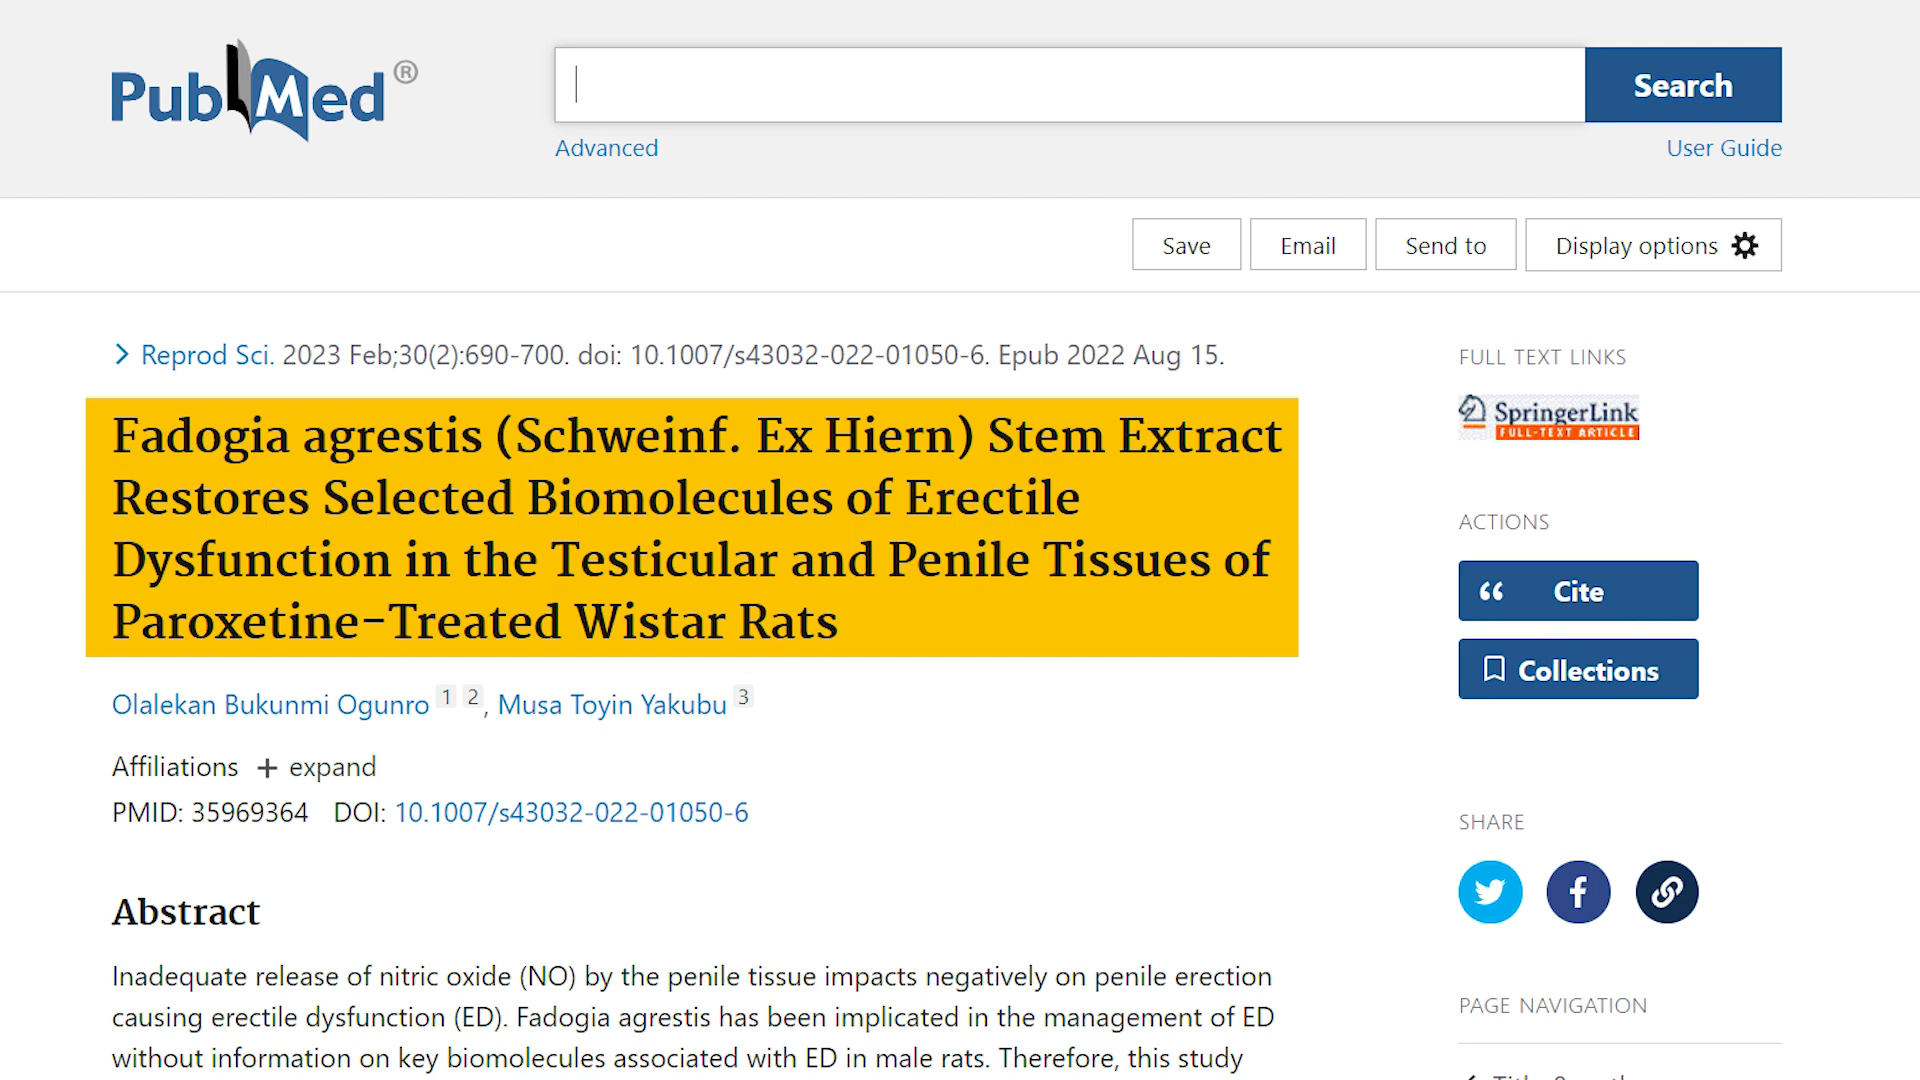 PubMed®
Search
Advanced
User Guide
Save
Email
Send to
Display options
Reprod Sci. 2023 Feb;30(2):690-700. doi: 10.1007/s43032-022-01050-6. Epub 2022 Aug 15.
Fadogia agrestis (Schweinf. Ex Hiern) Stem Extract
Restores Selected Biomolecules of Erectile
Dysfunction in the Testicular and Penile Tissues of
Paroxetine-Treated Wistar Rats
Olalekan Bukunmi Ogunro 1 2, Musa Toyin Yakubu 3
Affiliations + expand
PMID: 35969364 DOI: 10.1007/s43032-022-01050-6
Abstract
Inadequate release of nitric oxide (NO) by the penile tissue impacts negatively on penile erection
causing erectile dysfunction (ED). Fadogia agrestis has been implicated in the management of ED
without information on key biomolecules associated with ED in male rats. Therefore, this study
FULL TEXT LINKS
SpringerLink
FULL-TEXT ARTICLE
ACTIONS
Cite
Collections
SHARE
PAGE NAVIGATION